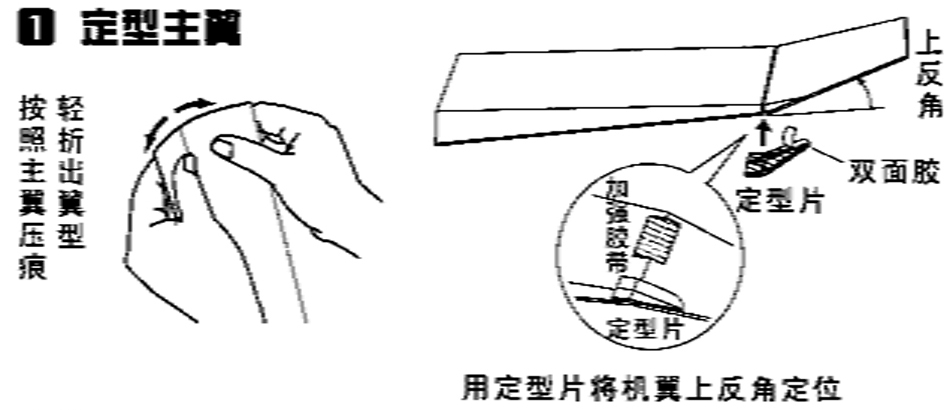 1 定型主翼
按照主翼压痕
轻折出翼型
上反角
双面胶
定型片
加强胶带
定型片
用定型片将机翼上反角定位